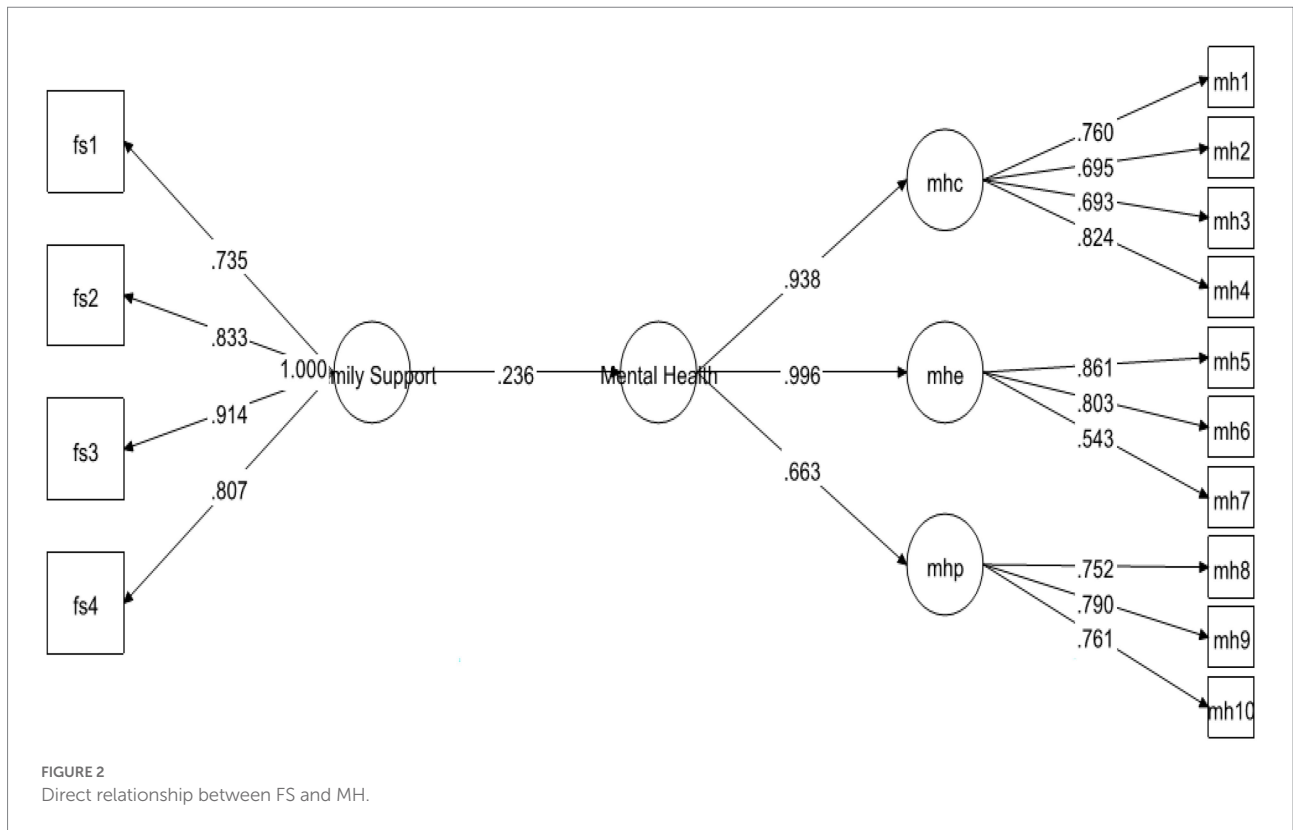 fs1
fs2
fs3
fs4
.735
.833
.914
.807
1.000
mily Support
.236
Mental Health
.938
.996
.663
mhc
mhe
mhp
.760
.695
.693
.824
.861
.803
.543
.752
.790
.761
mh1
mh2
mh3
mh4
mh5
mh6
mh7
mh8
mh9
mh10
FIGURE 2
Direct relationship between FS and MH.